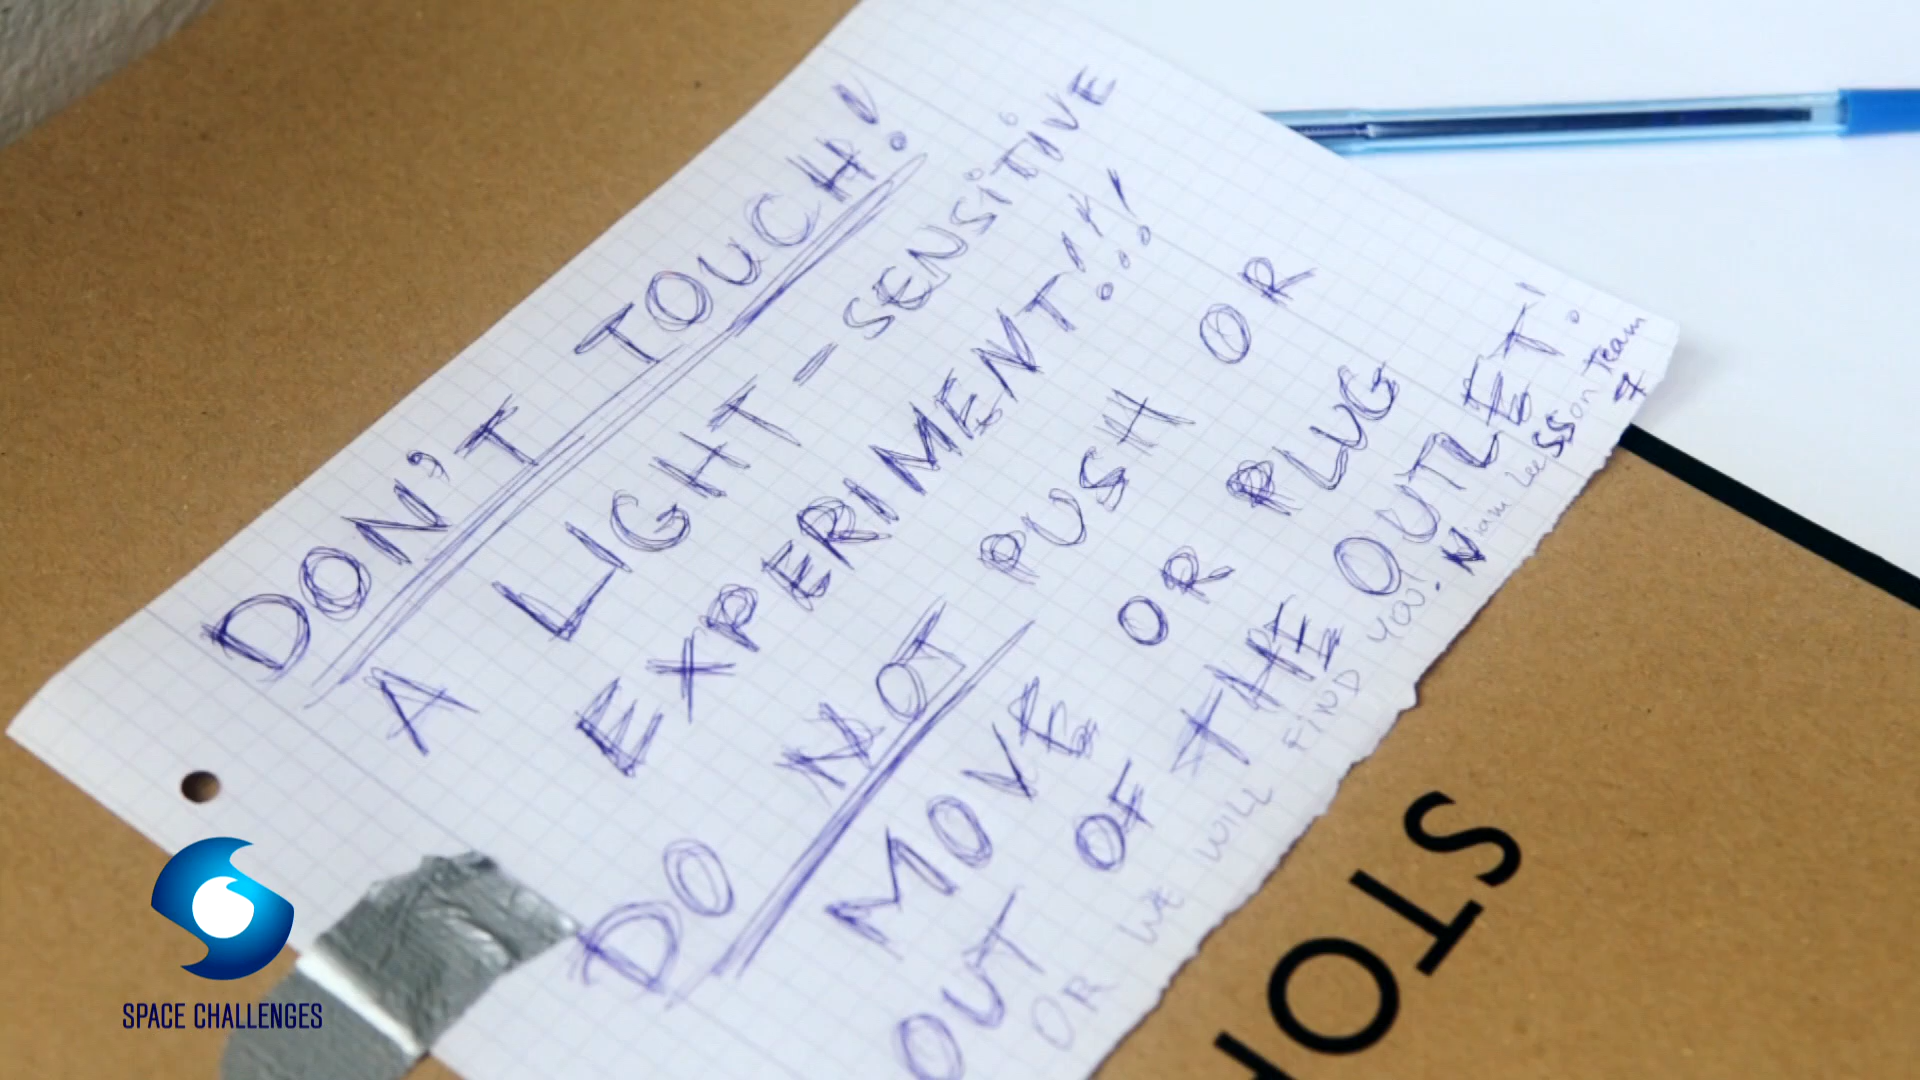 DON'T TOUCH!
A LIGHT-SENSITIVE
EXPERIMENT!!!
DO NOT PUSH OR
MOVE OR PLUG
OUT OF THE OUTLET!
OR WE WILL FIND YOU.
Team 7
STO
SPACE CHALLENGES